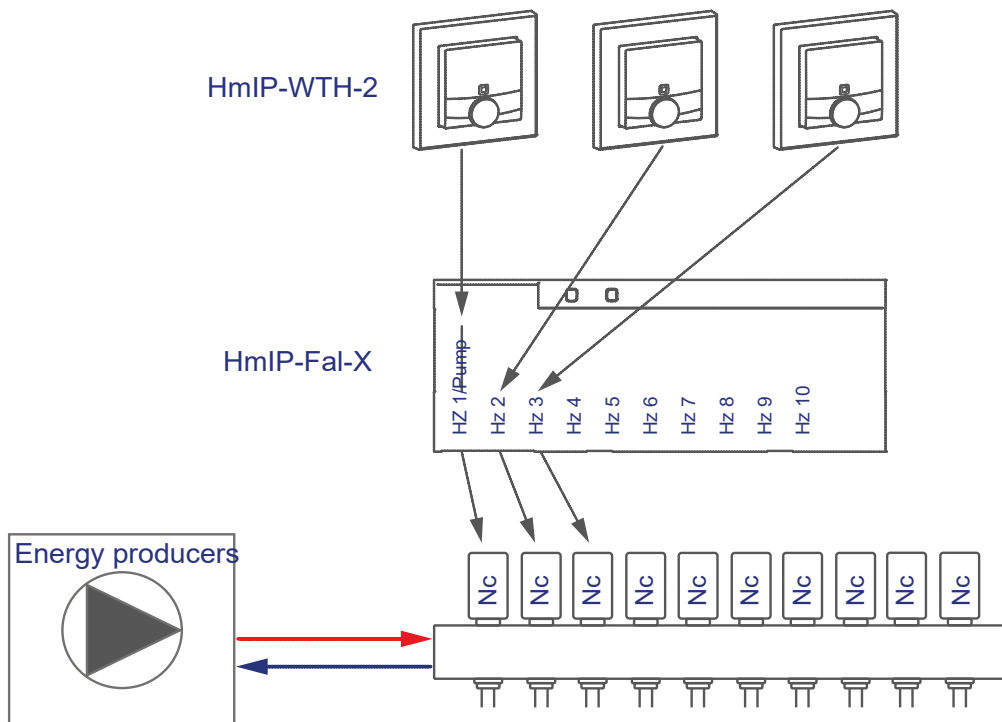 HmIP-WTH-2
HmIP-Fal-X
HZ 1/Pump
Hz 2
Hz 3
Hz 4
Hz 5
Hz 6
Hz 7
Hz 8
Hz 9
Hz 10
Energy producers
Nc
Nc
Nc
Nc
Nc
Nc
Nc
Nc
Nc
Nc